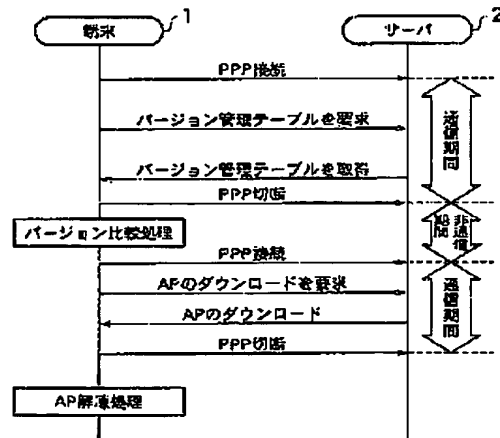 端末
1
サーバ
2
PPP接続
バージョン管理テーブルを要求
通信期間
バージョン管理テーブルを取得
PPP切断
バージョン比較処理
非通信
期間
PPP接続
APのダウンロードを要求
通信期間
APのダウンロード
PPP切断
AP解凍処理